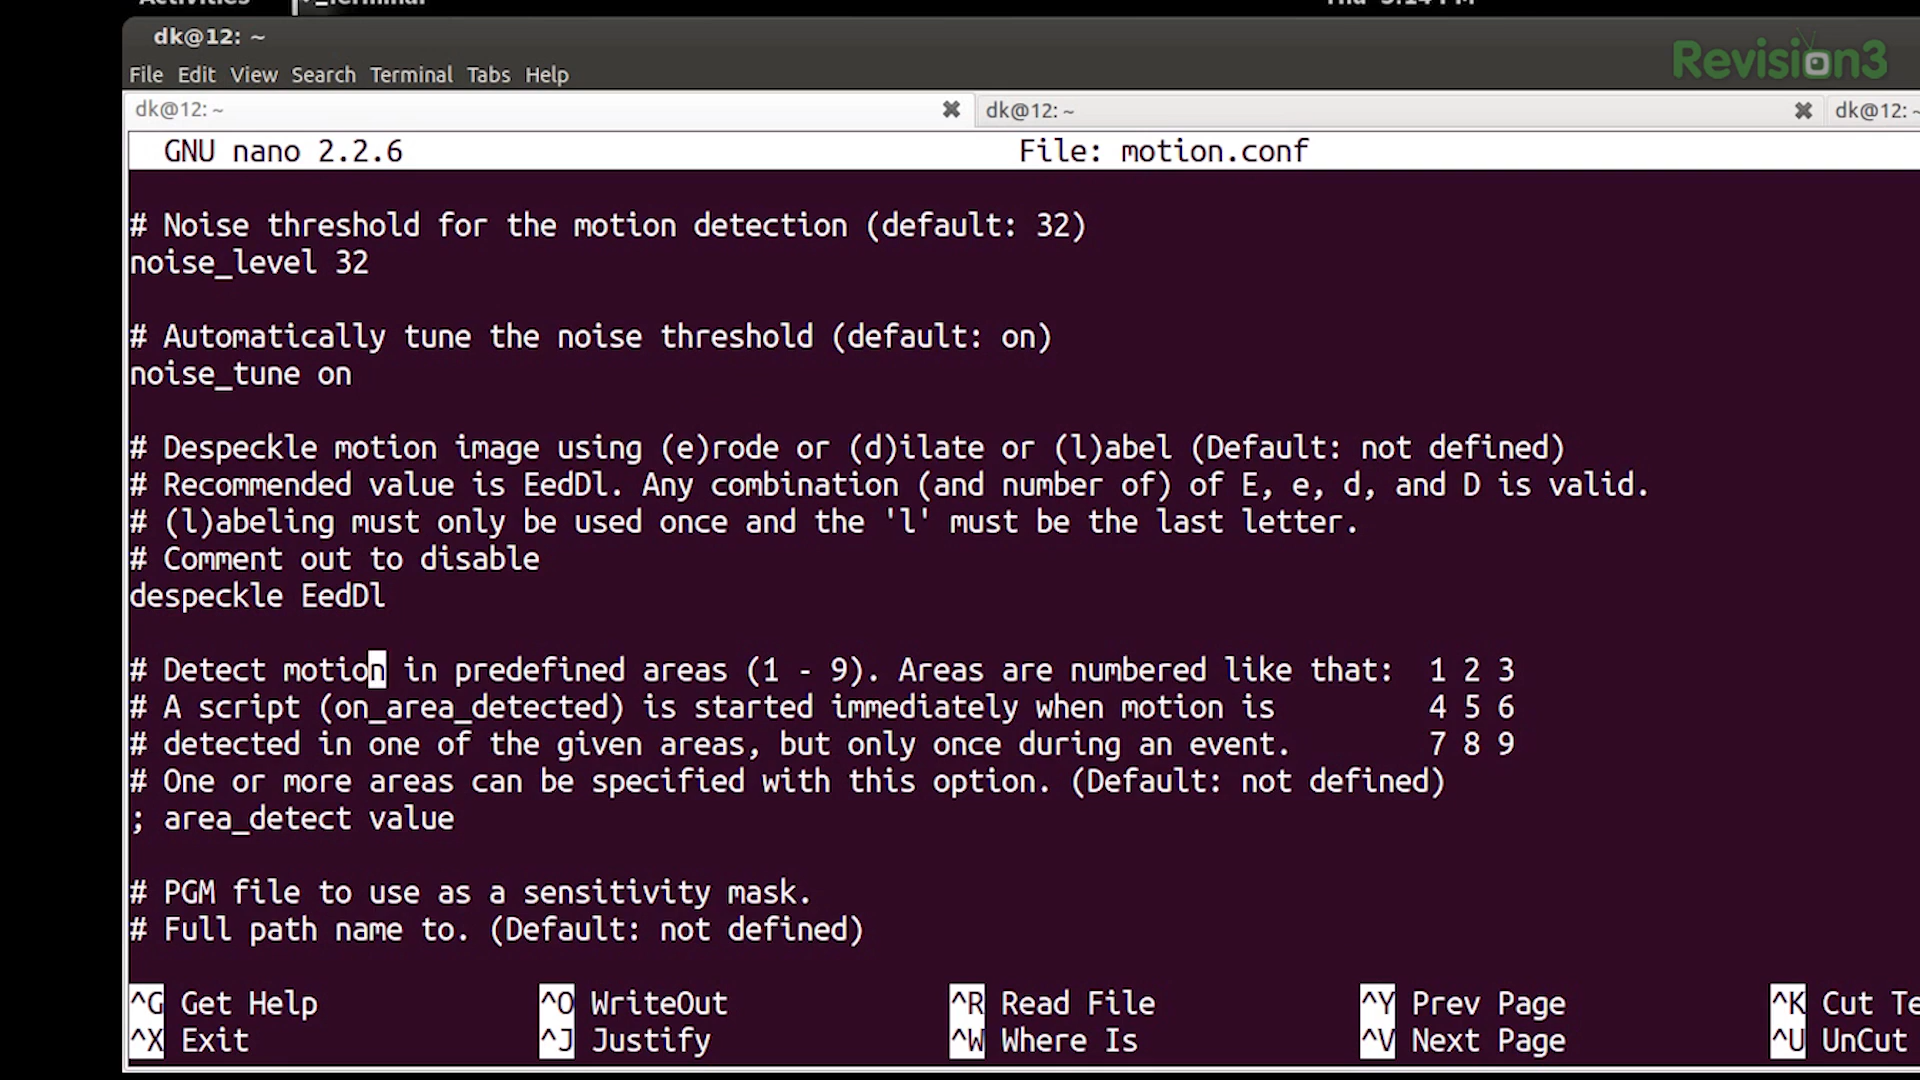 Activities Terminal Thu 5:14 PM
dk@12: ~
Revision3
File Edit View Search Terminal Tabs Help
dk@12: ~ dk@12: ~ dk@12: ~
GNU nano 2.2.6 File: motion.conf
# Noise threshold for the motion detection (default: 32)
noise_level 32
# Automatically tune the noise threshold (default: on)
noise_tune on
# Despeckle motion image using (e)rode or (d)ilate or (l)abel (Default: not defined)
# Recommended value is EedDl. Any combination (and number of) of E, e, d, and D is valid.
# (l)abeling must only be used once and the 'l' must be the last letter.
# Comment out to disable
despeckle EedDl
# Detect motion in predefined areas (1 - 9). Areas are numbered like that: 1 2 3
# A script (on_area_detected) is started immediately when motion is 4 5 6
# detected in one of the given areas, but only once during an event. 7 8 9
# One or more areas can be specified with this option. (Default: not defined)
; area_detect value
# PGM file to use as a sensitivity mask.
# Full path name to. (Default: not defined)
^G Get Help ^O WriteOut ^R Read File ^Y Prev Page ^K Cut Te
^X Exit ^J Justify ^W Where Is ^V Next Page ^U UnCut